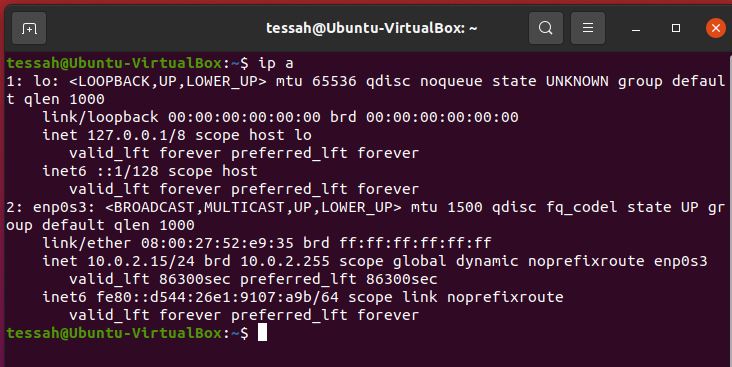 tessah@Ubuntu-VirtualBox: ~
tessah@Ubuntu-VirtualBox:~$ ip a
1: lo: <LOOPBACK,UP,LOWER_UP> mtu 65536 qdisc noqueue state UNKNOWN group defaul
t qlen 1000
    link/loopback 00:00:00:00:00:00 brd 00:00:00:00:00:00
    inet 127.0.0.1/8 scope host lo
       valid_lft forever preferred_lft forever
    inet6 ::1/128 scope host
       valid_lft forever preferred_lft forever
2: enp0s3: <BROADCAST,MULTICAST,UP,LOWER_UP> mtu 1500 qdisc fq_codel state UP gr
oup default qlen 1000
    link/ether 08:00:27:52:e9:35 brd ff:ff:ff:ff:ff:ff
    inet 10.0.2.15/24 brd 10.0.2.255 scope global dynamic noprefixroute enp0s3
       valid_lft 86300sec preferred_lft 86300sec
    inet6 fe80::d544:26e1:9107:a9b/64 scope link noprefixroute
       valid_lft forever preferred_lft forever
tessah@Ubuntu-VirtualBox:~$